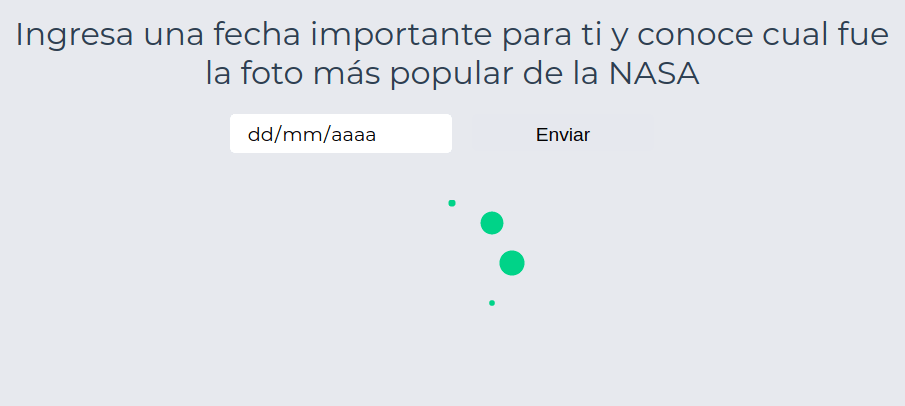 Ingresa una fecha importante para ti y conoce cual fue
la foto más popular de la NASA
dd/mm/aaaa
Enviar